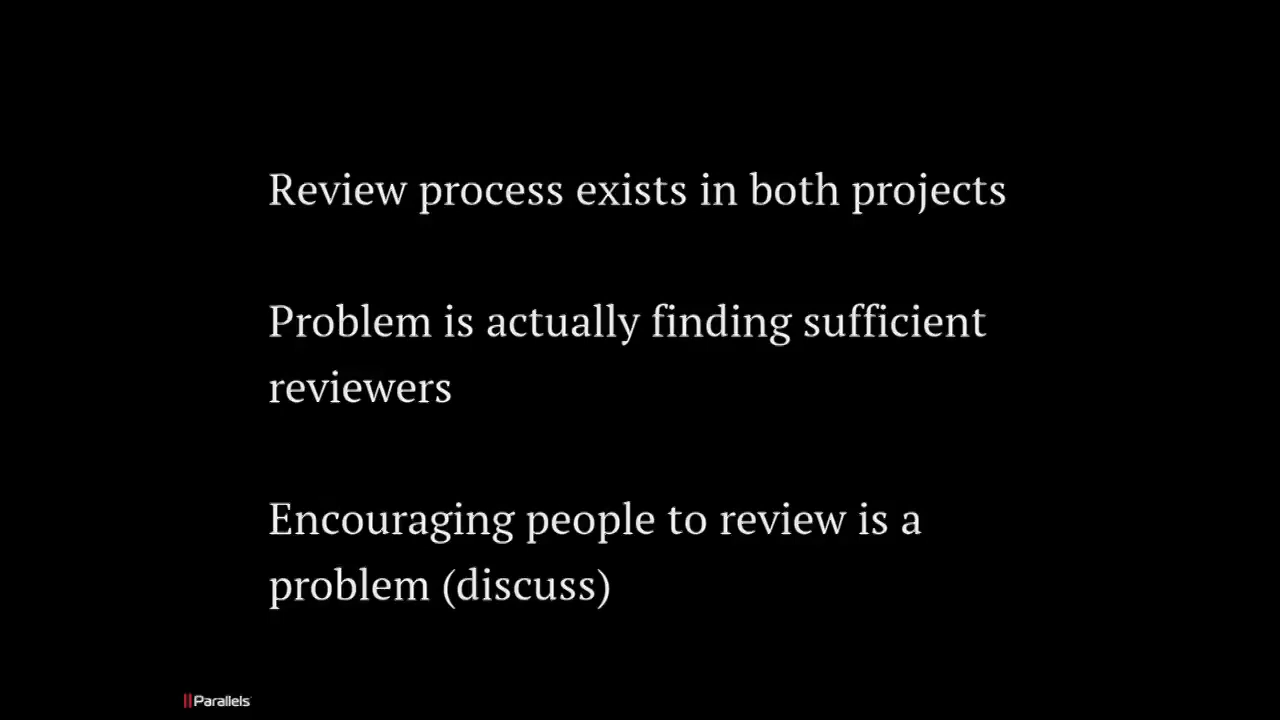 Review process exists in both projects
Problem is actually finding sufficient
reviewers
Encouraging people to review is a
problem (discuss)
Parallels